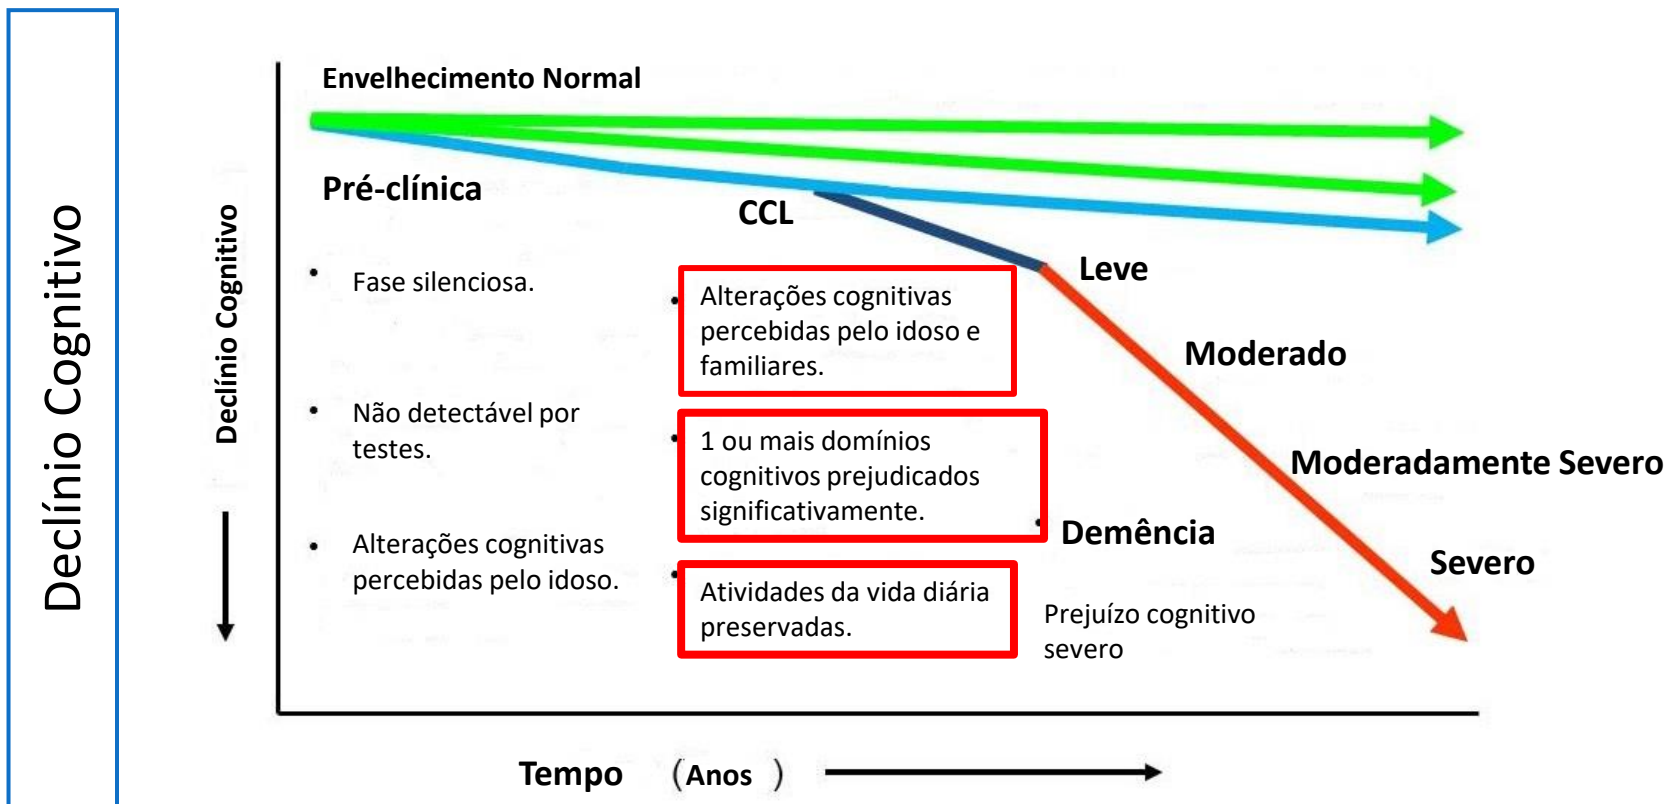 Declínio Cognitivo
Declínio Cognitivo
Envelhecimento Normal
Pré-clínica
• Fase silenciosa.
• Não detectável por
testes.
• Alterações cognitivas
percebidas pelo idoso.
CCL
• Alterações cognitivas
percebidas pelo idoso e
familiares.
• 1 ou mais domínios
cognitivos prejudicados
significativamente.
• Atividades da vida diária
preservadas.
Leve
Moderado
Moderadamente Severo
Severo
• Demência
Prejuízo cognitivo
severo
Tempo (Anos )